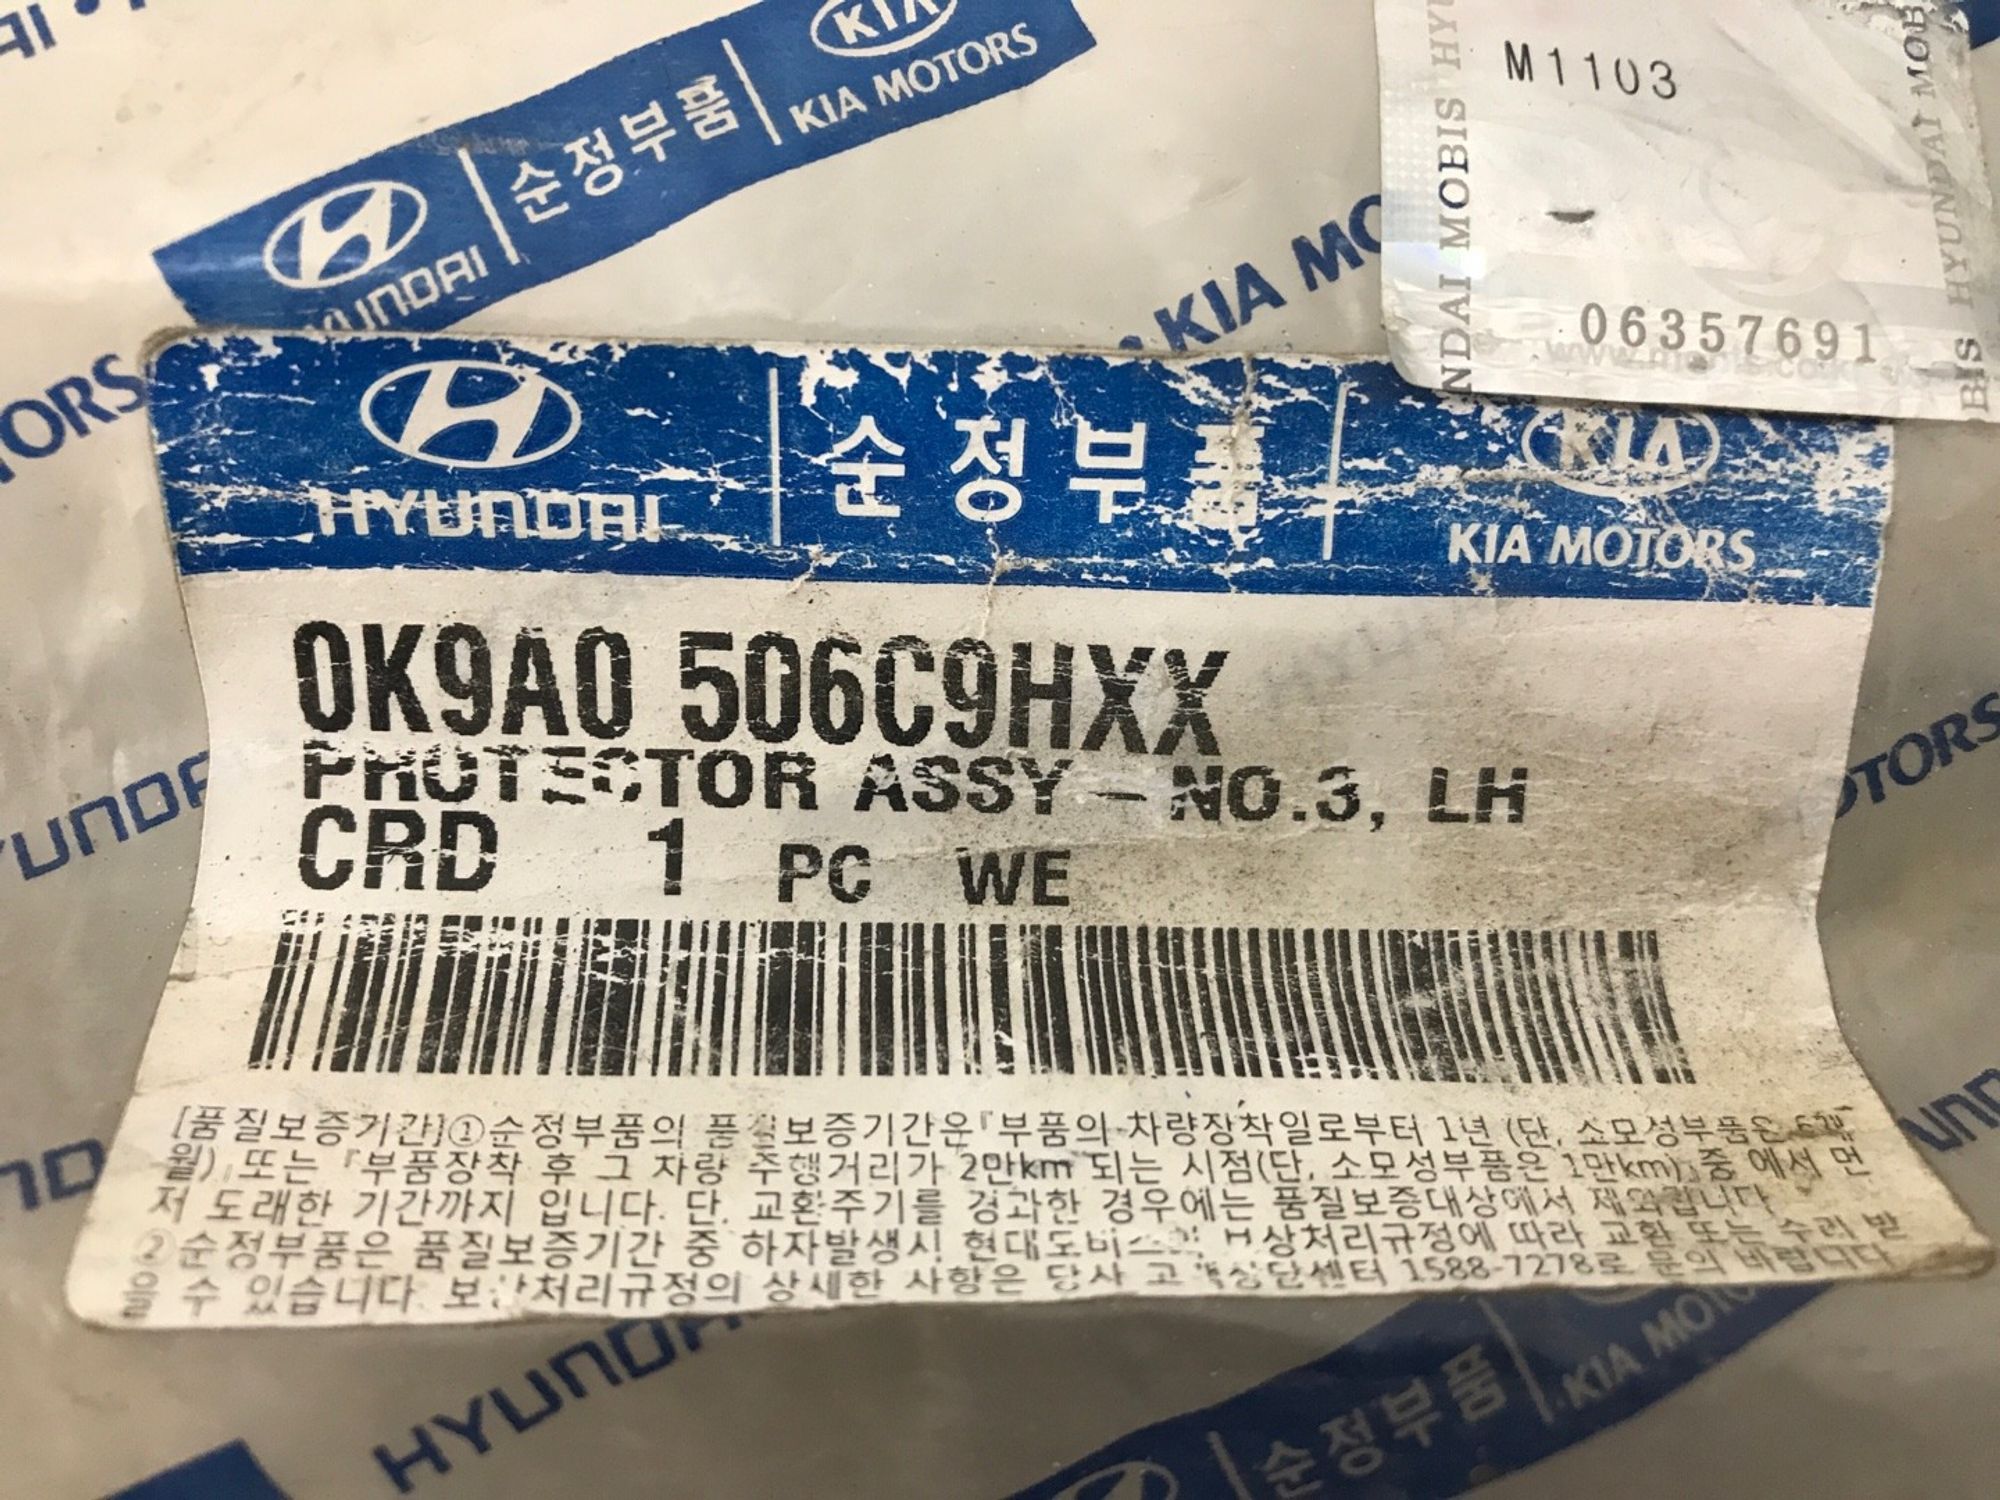 HYUNDAI 순정부품 KIA KIA MOTORS
M1103
HYUNDAI MOBIS
06357691
KIA
ORS
HYUNDAI 순정부품 KIA KIA MOTORS
0K9A0 506C9HXX
PROTECTOR ASSY - NO.3, LH
CRD 1 PC WE
[품질보증기간]①순정부품의 품질보증기간은『부품의 차량장착일로부터 1년 (단, 소모성부품은 6개
월)』또는『부품장착 후 그 차량 주행거리가 2만km 되는 시점(단, 소모성부품은 1만km)』중 에서 먼
저 도래한 기간까지 입니다. 단, 교환주기를 경과한 경우에는 품질보증대상에서 제외됩니다
②순정부품은 품질보증기간 중 하자발생시 현대모비스의 보상처리규정에 따라 교환 또는 수리 받
을 수 있습니다. 보상처리규정의 상세한 사항은 당사 고객상담센터 1588-7278로 문의 바랍니다
TORS
HYUNDAI
순정부품 KIA MOTORS